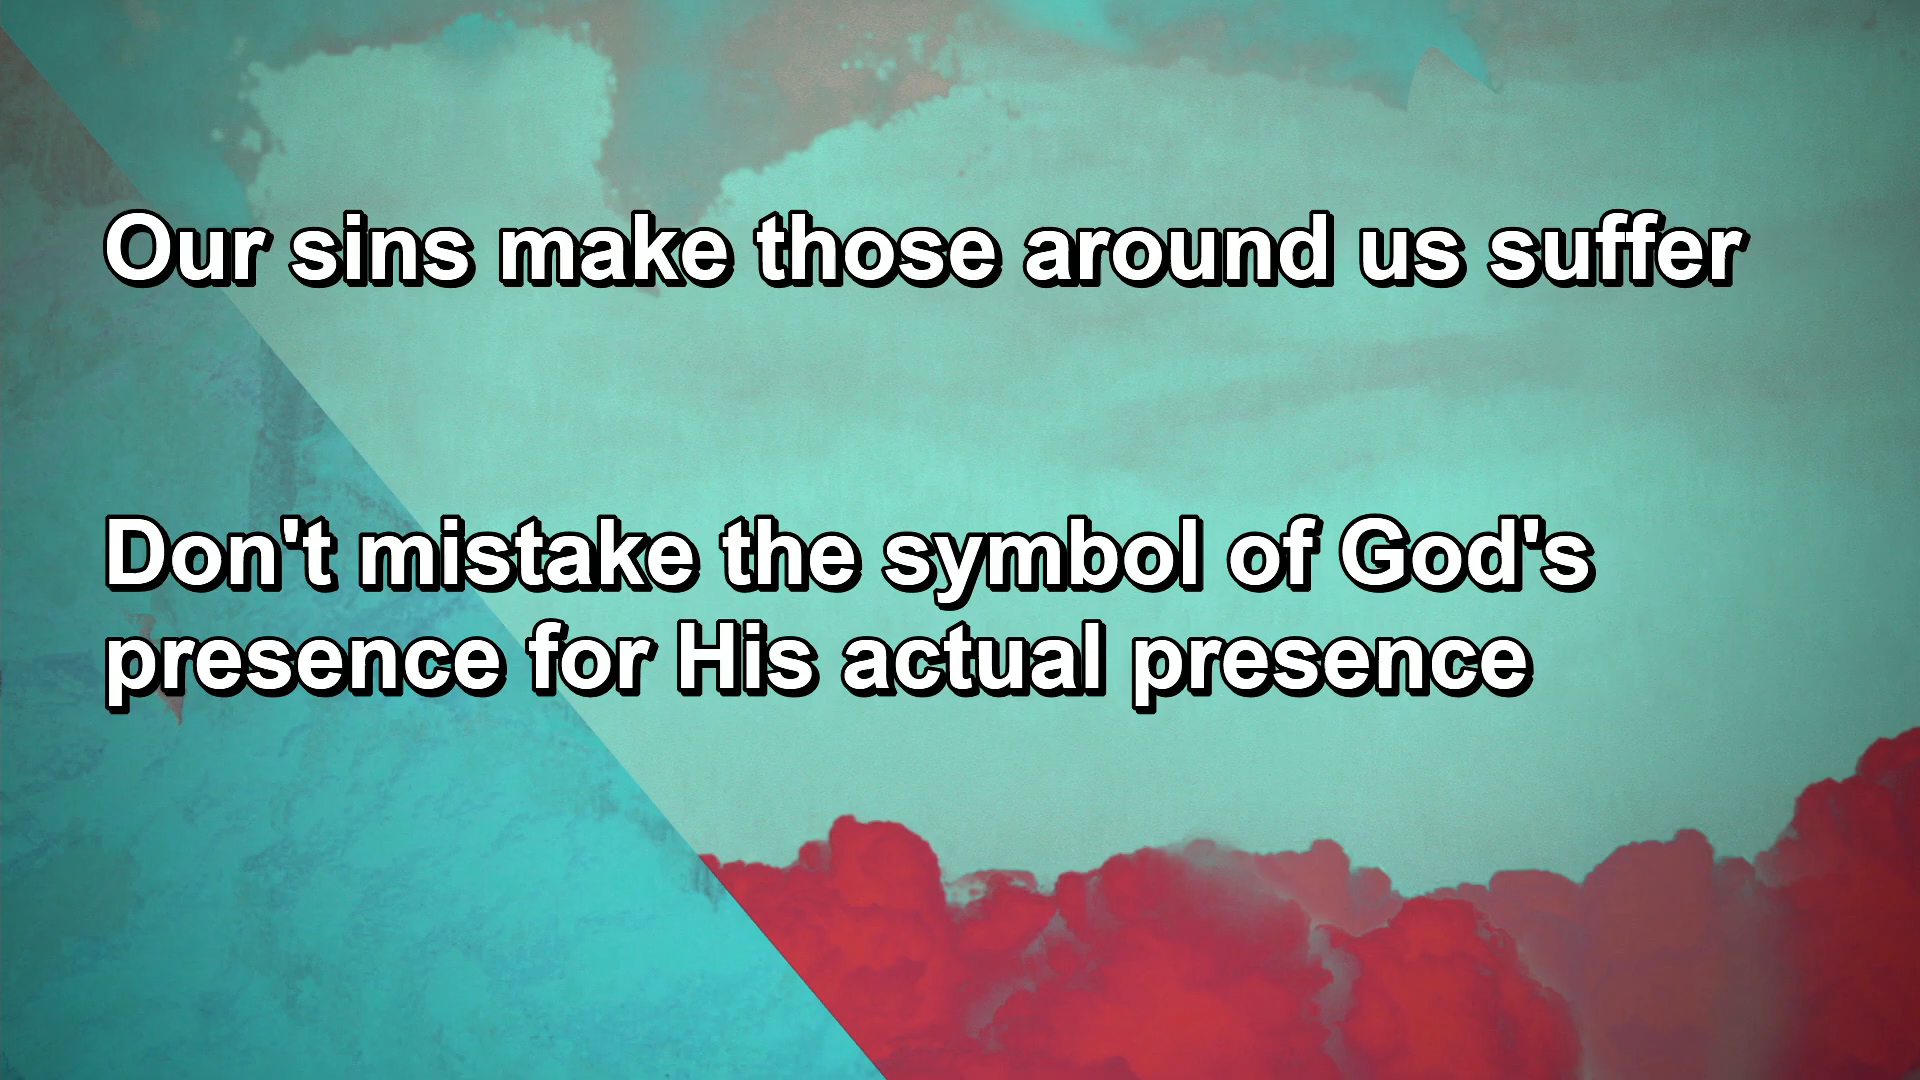 Our sins make those around us suffer
Don't mistake the symbol of God's
presence for His actual presence